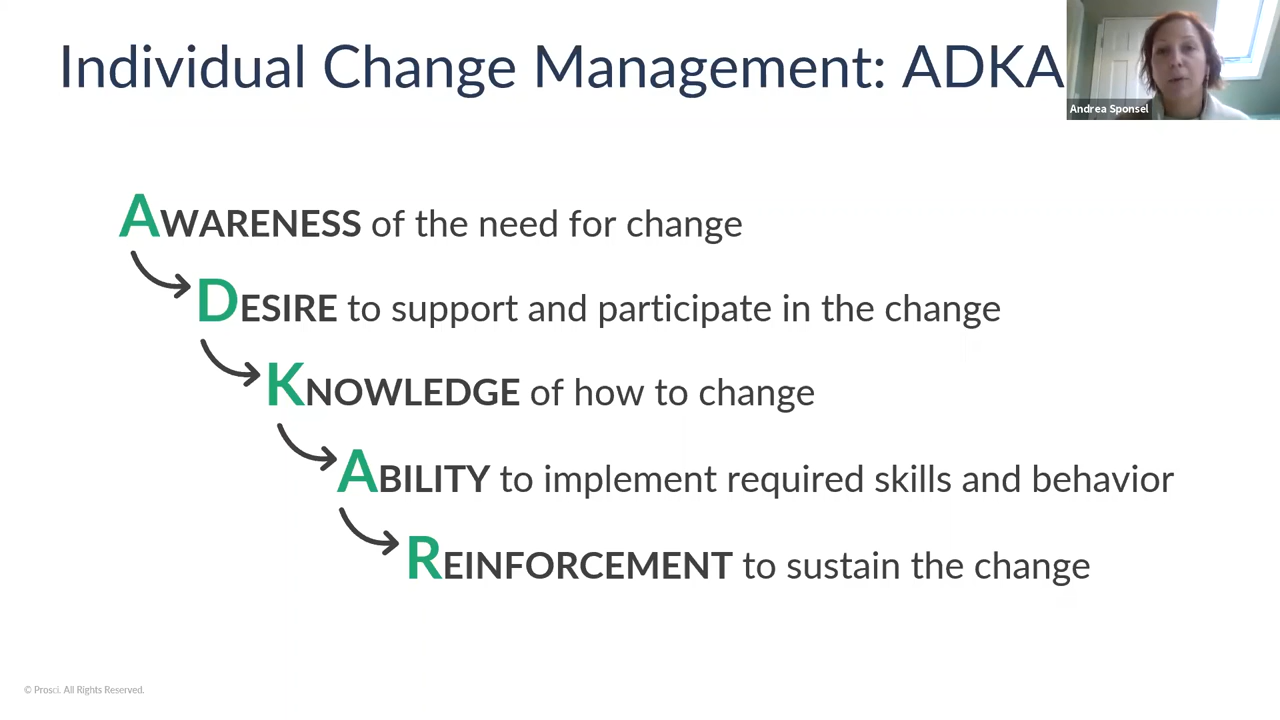 Individual Change Management: ADKA
Andrea Sponsel
AWARENESS of the need for change
DESIRE to support and participate in the change
KNOWLEDGE of how to change
ABILITY to implement required skills and behavior
REINFORCEMENT to sustain the change
© Prosci. All Rights Reserved.